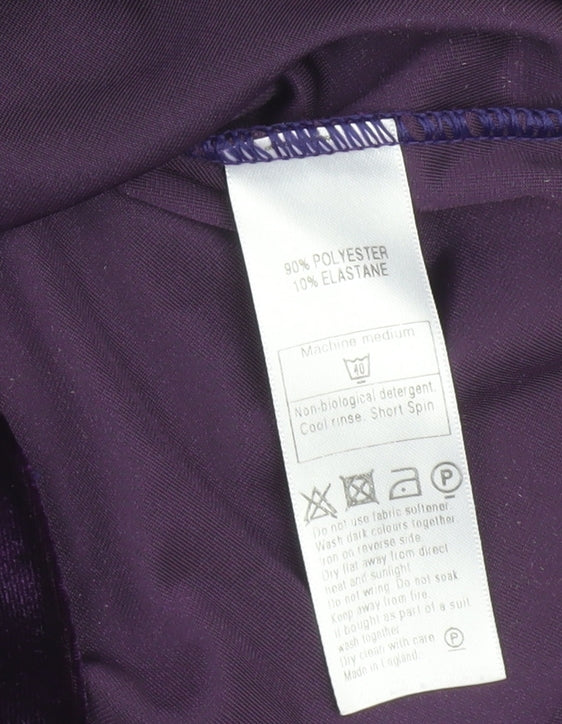 90% POLYESTER
10% ELASTANE
Machine medium
40
Non-biological detergent
Cool rinse. Short Spin
P
Do not use fabric softener.
Wash dark colours together.
Iron on reverse side.
Dry flat away from direct
heat and sunlight.
Do not wring. Do not soak.
Keep away from fire.
If bought as part of a suit
wash together.
Dry clean with care P
Made in England.